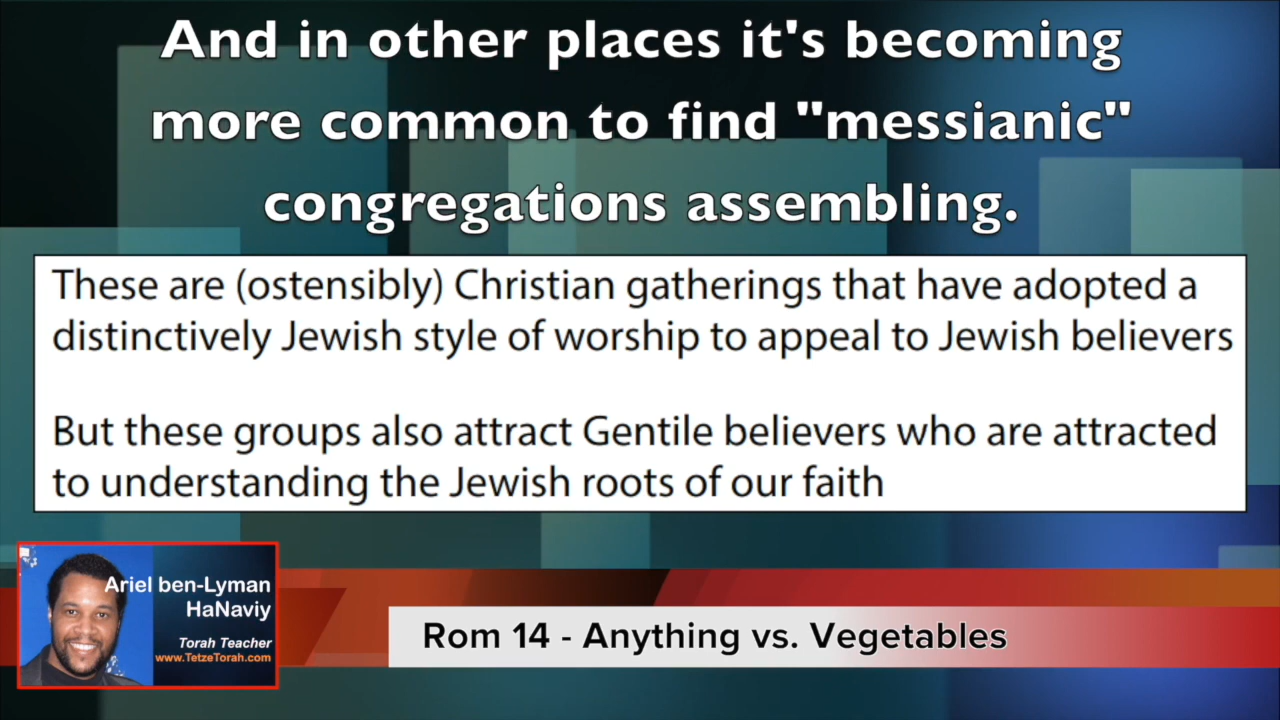 And in other places it's becoming
more common to find "messianic"
congregations assembling.
These are (ostensibly) Christian gatherings that have adopted a
distinctively Jewish style of worship to appeal to Jewish believers
But these groups also attract Gentile believers who are attracted
to understanding the Jewish roots of our faith
Ariel ben-Lyman
HaNaviy
Torah Teacher
www.TetzeTorah.com
Rom 14 - Anything vs. Vegetables